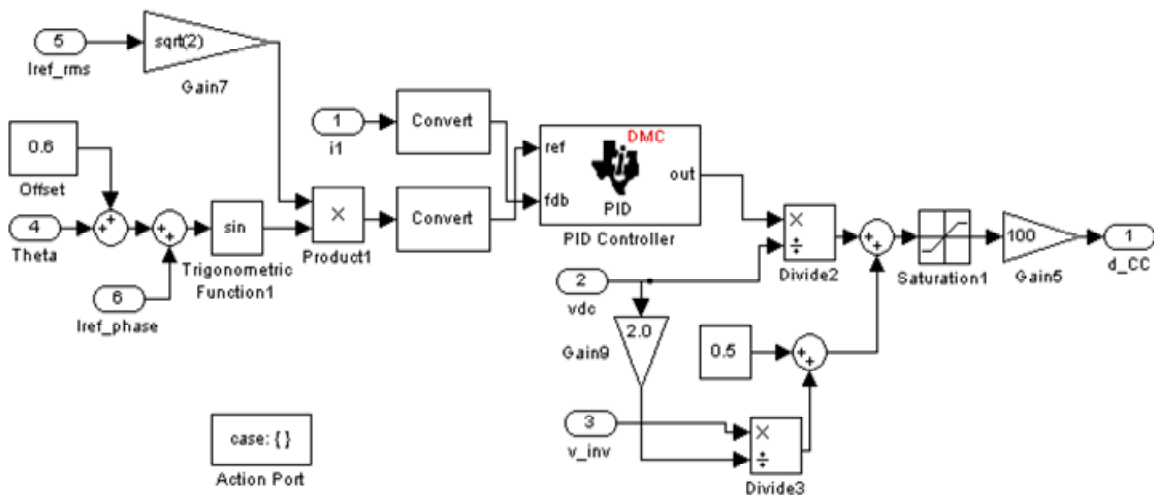 5
Iref_rms
sqrt(2)
Gain7
0.6
Offset
4
Theta
+
+
+
+
6
Iref_phase
sin
Trigonometric
Function1
×
Product1
1
i1
Convert
Convert
ref
fdb
DMC
PID
out
PID Controller
2
vdc
2.0
Gain9
3
v_inv
×
÷
Divide2
0.5
+
+
×
÷
Divide3
+
+
Saturation1
100
Gain5
1
d_CC
case: { }
Action Port